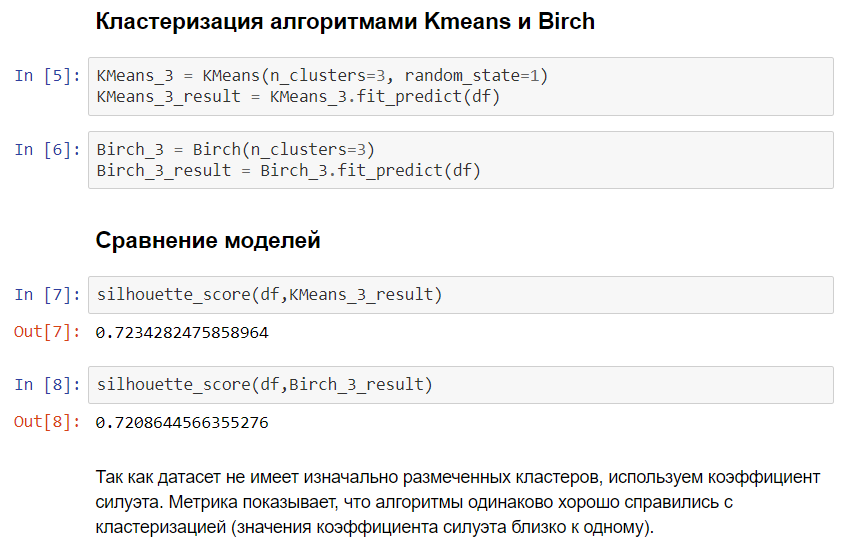 Кластеризация алгоритмами Kmeans и Birch
In [5]: KMeans_3 = KMeans(n_clusters=3, random_state=1)
KMeans_3_result = KMeans_3.fit_predict(df)
In [6]: Birch_3 = Birch(n_clusters=3)
Birch_3_result = Birch_3.fit_predict(df)
Сравнение моделей
In [7]: silhouette_score(df,KMeans_3_result)
Out[7]: 0.7234282475858964
In [8]: silhouette_score(df,Birch_3_result)
Out[8]: 0.7208644566355276
Так как датасет не имеет изначально размеченных кластеров, используем коэффициент
силуэта. Метрика показывает, что алгоритмы одинаково хорошо справились с
кластеризацией (значения коэффициента силуэта близко к одному).